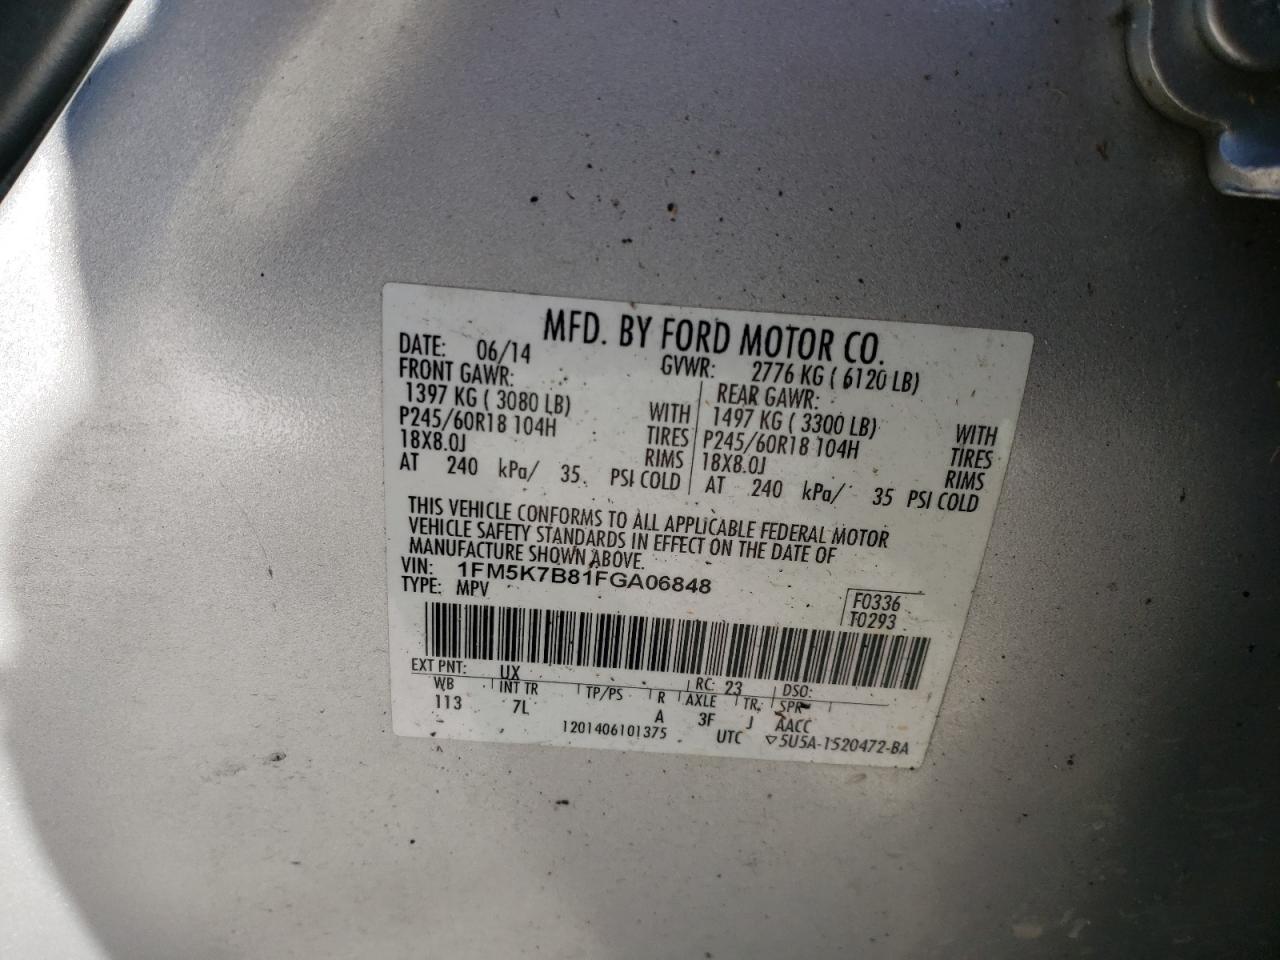 MFD. BY FORD MOTOR CO.
DATE: 06/14 GVWR: 2776 KG ( 6120 LB)
FRONT GAWR: REAR GAWR:
1397 KG ( 3080 LB) WITH 1497 KG ( 3300 LB) WITH
P245/60R18 104H TIRES P245/60R18 104H TIRES
18X8.0J RIMS 18X8.0J RIMS
AT 240 kPa/ 35 PSI COLD AT 240 kPa/ 35 PSI COLD
THIS VEHICLE CONFORMS TO ALL APPLICABLE FEDERAL MOTOR
VEHICLE SAFETY STANDARDS IN EFFECT ON THE DATE OF
MANUFACTURE SHOWN ABOVE.
VIN: 1FM5K7B81FGA06848
TYPE: MPV F0336
T0293
EXT PNT: UX RC: 23 DSO:
WB INT TR TP/PS R AXLE TR SPR
113 7L A 3F J AACC
1201406101375 UTC ▽5U5A-1520472-BA